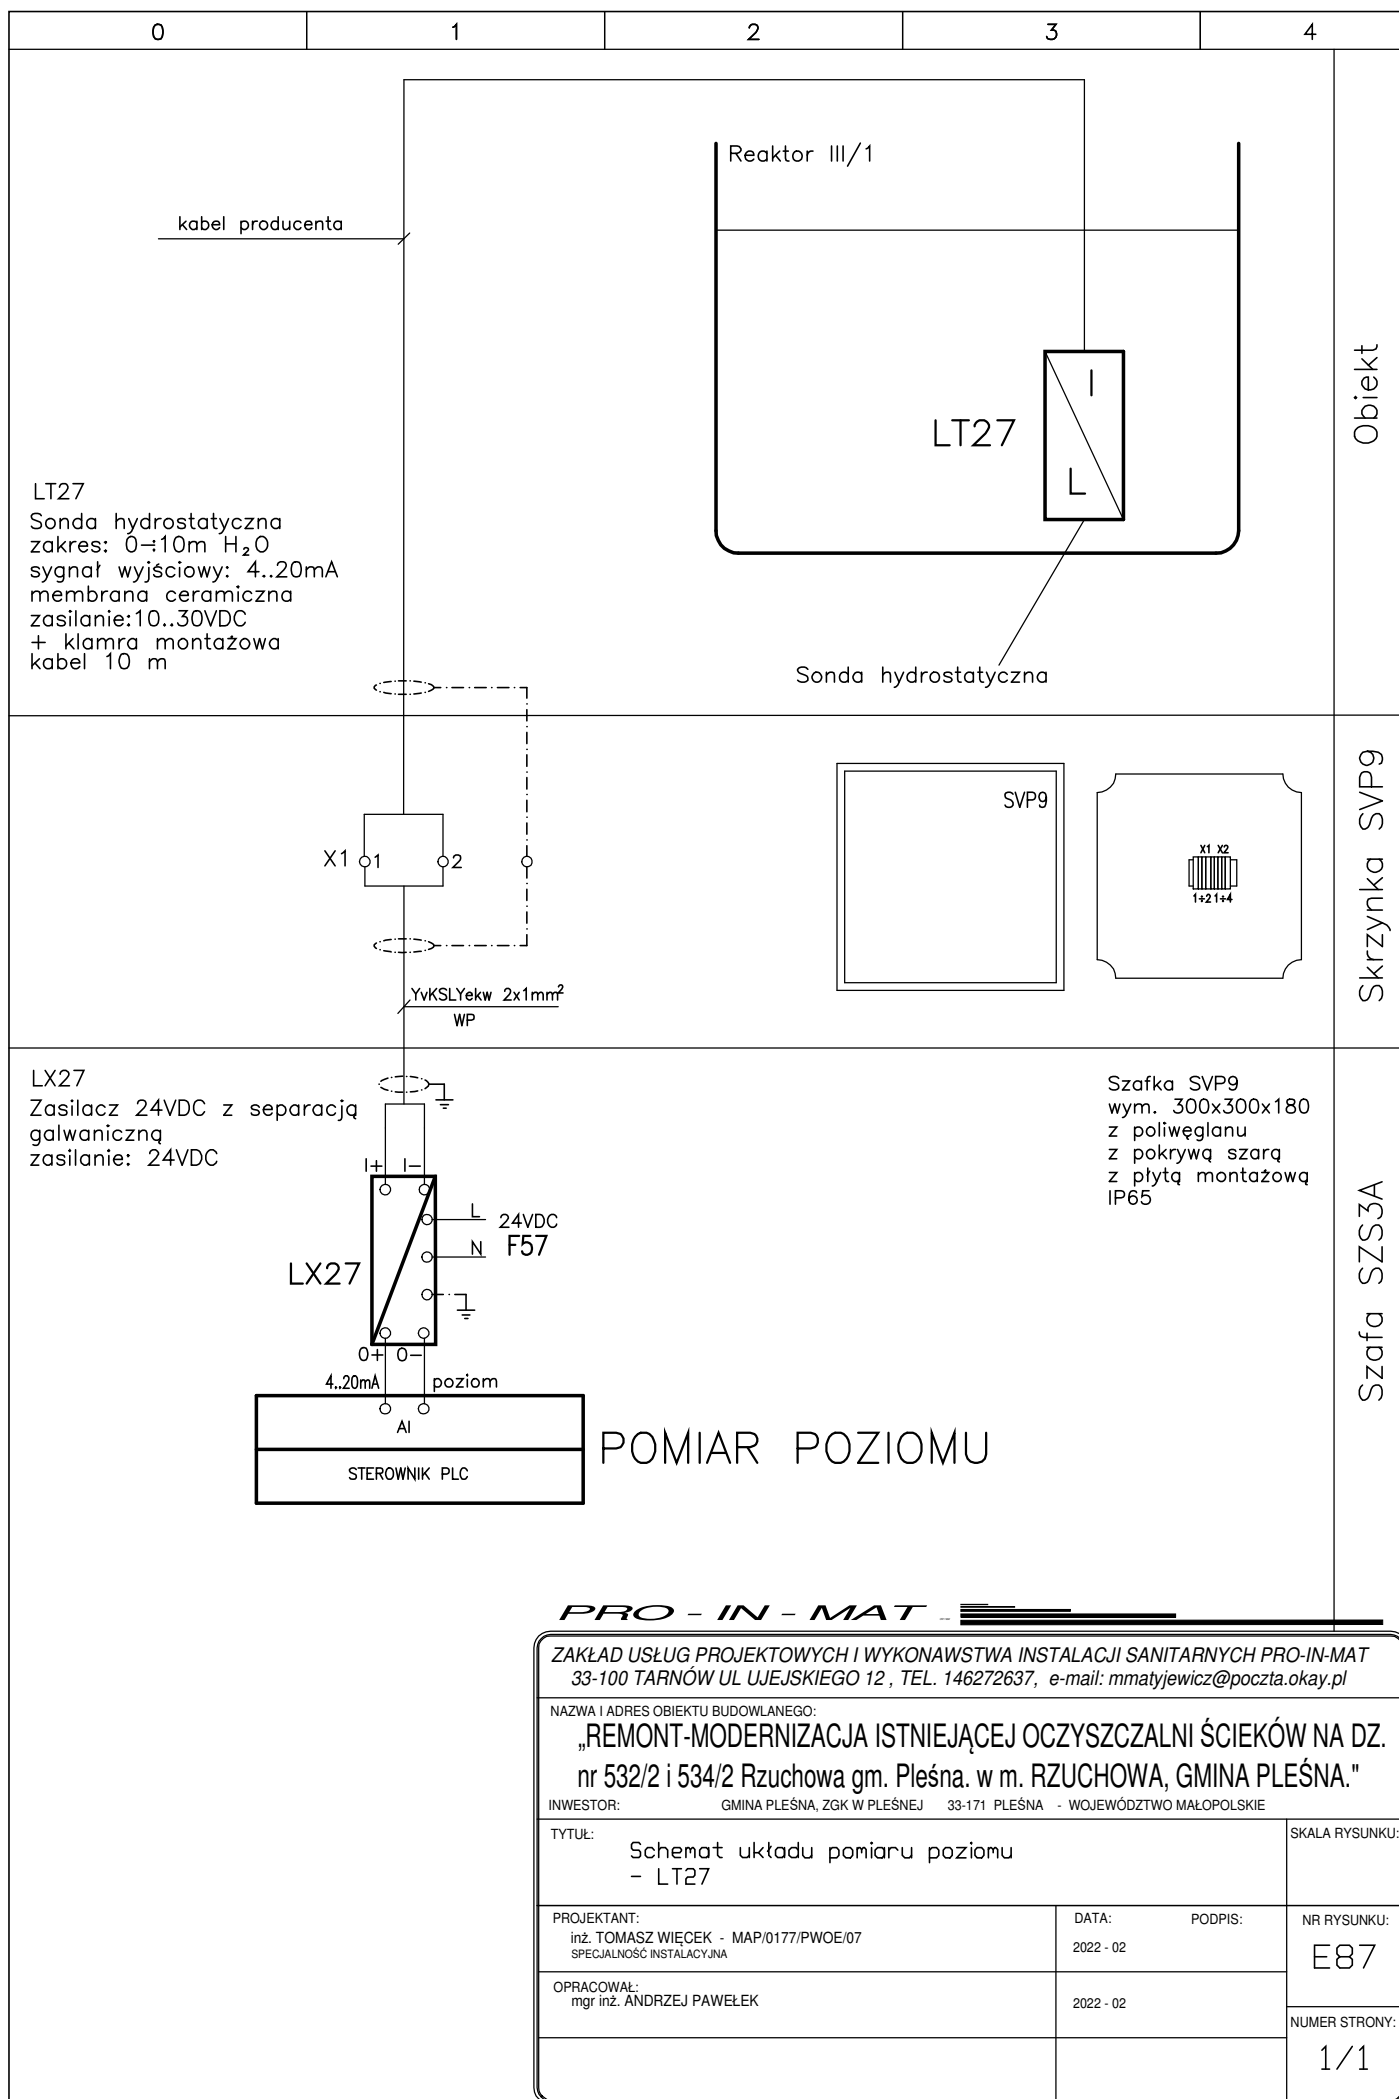 0 1 2 3 4
Reaktor III/1
kabel producenta
Obiekt
LT27
I
L
LT27
Sonda hydrostatyczna
zakres: 0÷10m H₂O
sygnał wyjściowy: 4..20mA
membrana ceramiczna
zasilanie:10..30VDC
+ klamra montażowa
kabel 10 m
Sonda hydrostatyczna
Skrzynka SVP9
SVP9
X1 X2
1÷2 1÷4
X1 1 2
YvKSLYekw 2x1mm²
WP
LX27
Zasilacz 24VDC z separacją
galwaniczną
zasilanie: 24VDC
Szafka SVP9
wym. 300x300x180
z poliwęglanu
z pokrywą szarą
z płytą montażową
IP65
Szafa SZS3A
I+ I-
L 24VDC
N F57
LX27
O+ O-
4..20mA poziom
AI
STEROWNIK PLC
POMIAR POZIOMU
PRO - IN - MAT
ZAKŁAD USŁUG PROJEKTOWYCH I WYKONAWSTWA INSTALACJI SANITARNYCH PRO-IN-MAT
33-100 TARNÓW UL UJEJSKIEGO 12 , TEL. 146272637, e-mail: mmatyjewicz@poczta.okay.pl
NAZWA I ADRES OBIEKTU BUDOWLANEGO:
„REMONT-MODERNIZACJA ISTNIEJĄCEJ OCZYSZCZALNI ŚCIEKÓW NA DZ.
nr 532/2 i 534/2 Rzuchowa gm. Pleśna. w m. RZUCHOWA, GMINA PLEŚNA."
INWESTOR: GMINA PLEŚNA, ZGK W PLEŚNEJ 33-171 PLEŚNA - WOJEWÓDZTWO MAŁOPOLSKIE
TYTUŁ:
Schemat układu pomiaru poziomu
- LT27
SKALA RYSUNKU:
PROJEKTANT:
inż. TOMASZ WIĘCEK - MAP/0177/PWOE/07
SPECJALNOŚĆ INSTALACYJNA
DATA: PODPIS:
2022 - 02
NR RYSUNKU:
E87
OPRACOWAŁ:
mgr inż. ANDRZEJ PAWEŁEK
2022 - 02
NUMER STRONY:
1/1